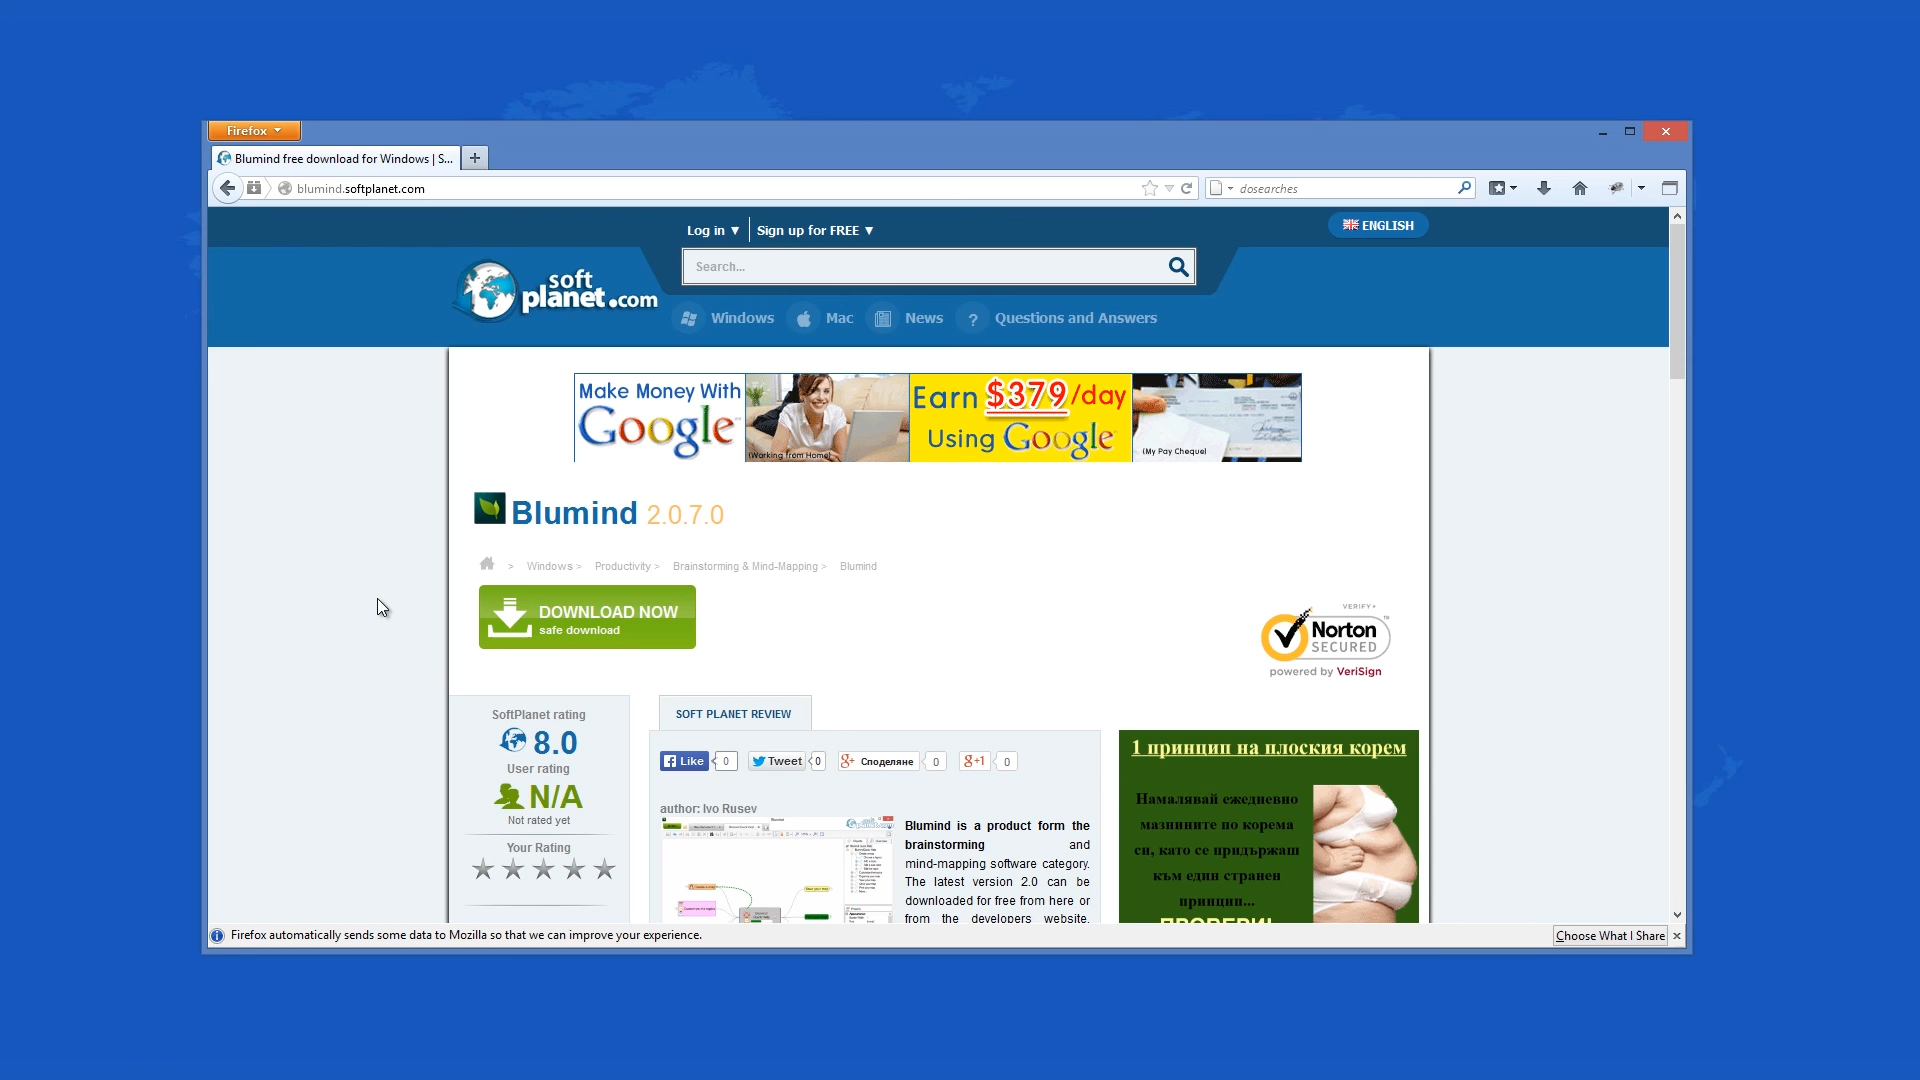 Firefox
Blumind free download for Windows | S...
blumind.softplanet.com
dosearches
Log in ▼ Sign up for FREE ▼
ENGLISH
Search...
soft
planet.com
Windows Mac News ? Questions and Answers
Make Money With
Google
(Working from Home)
Earn $379/day
Using Google
(My Pay Cheque)
Blumind 2.0.7.0
> Windows > Productivity > Brainstorming & Mind-Mapping > Blumind
DOWNLOAD NOW
safe download
VERIFY
Norton
SECURED
powered by VeriSign
SoftPlanet rating
8.0
User rating
N/A
Not rated yet
Your Rating
SOFT PLANET REVIEW
Like 0 Tweet 0 g+ Споделяне 0 g+1 0
author: Ivo Rusev
Blumind is a product form the
brainstorming and
mind-mapping software category.
The latest version 2.0 can be
downloaded for free from here or
from the developers website.
1 принцип на плоския корем
Намалявай ежедневно
мазнините по корема
си, като се придържаш
към един странен
принцип...
ПРОВЕРИ!
Firefox automatically sends some data to Mozilla so that we can improve your experience.
Choose What I Share